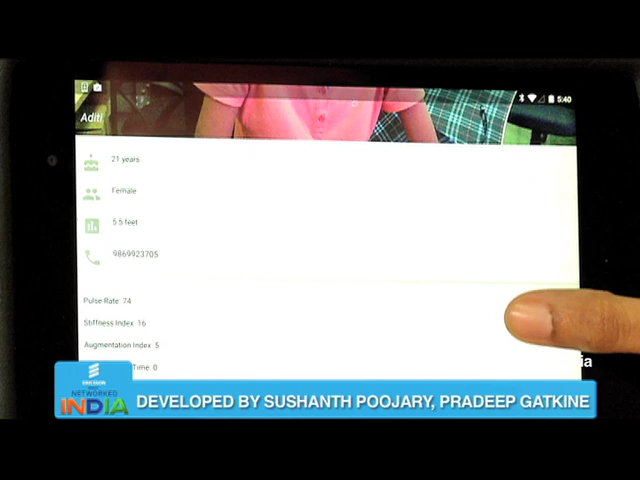 5:40
Aditi
21 years
Female
5.5 feet
9869923705
Pulse Rate: 74
Stiffness Index: 16
Augmentation Index: 5
Time: 0
ia
ERICSSON
NETWORKED
INDIA
DEVELOPED BY SUSHANTH POOJARY, PRADEEP GATKINE